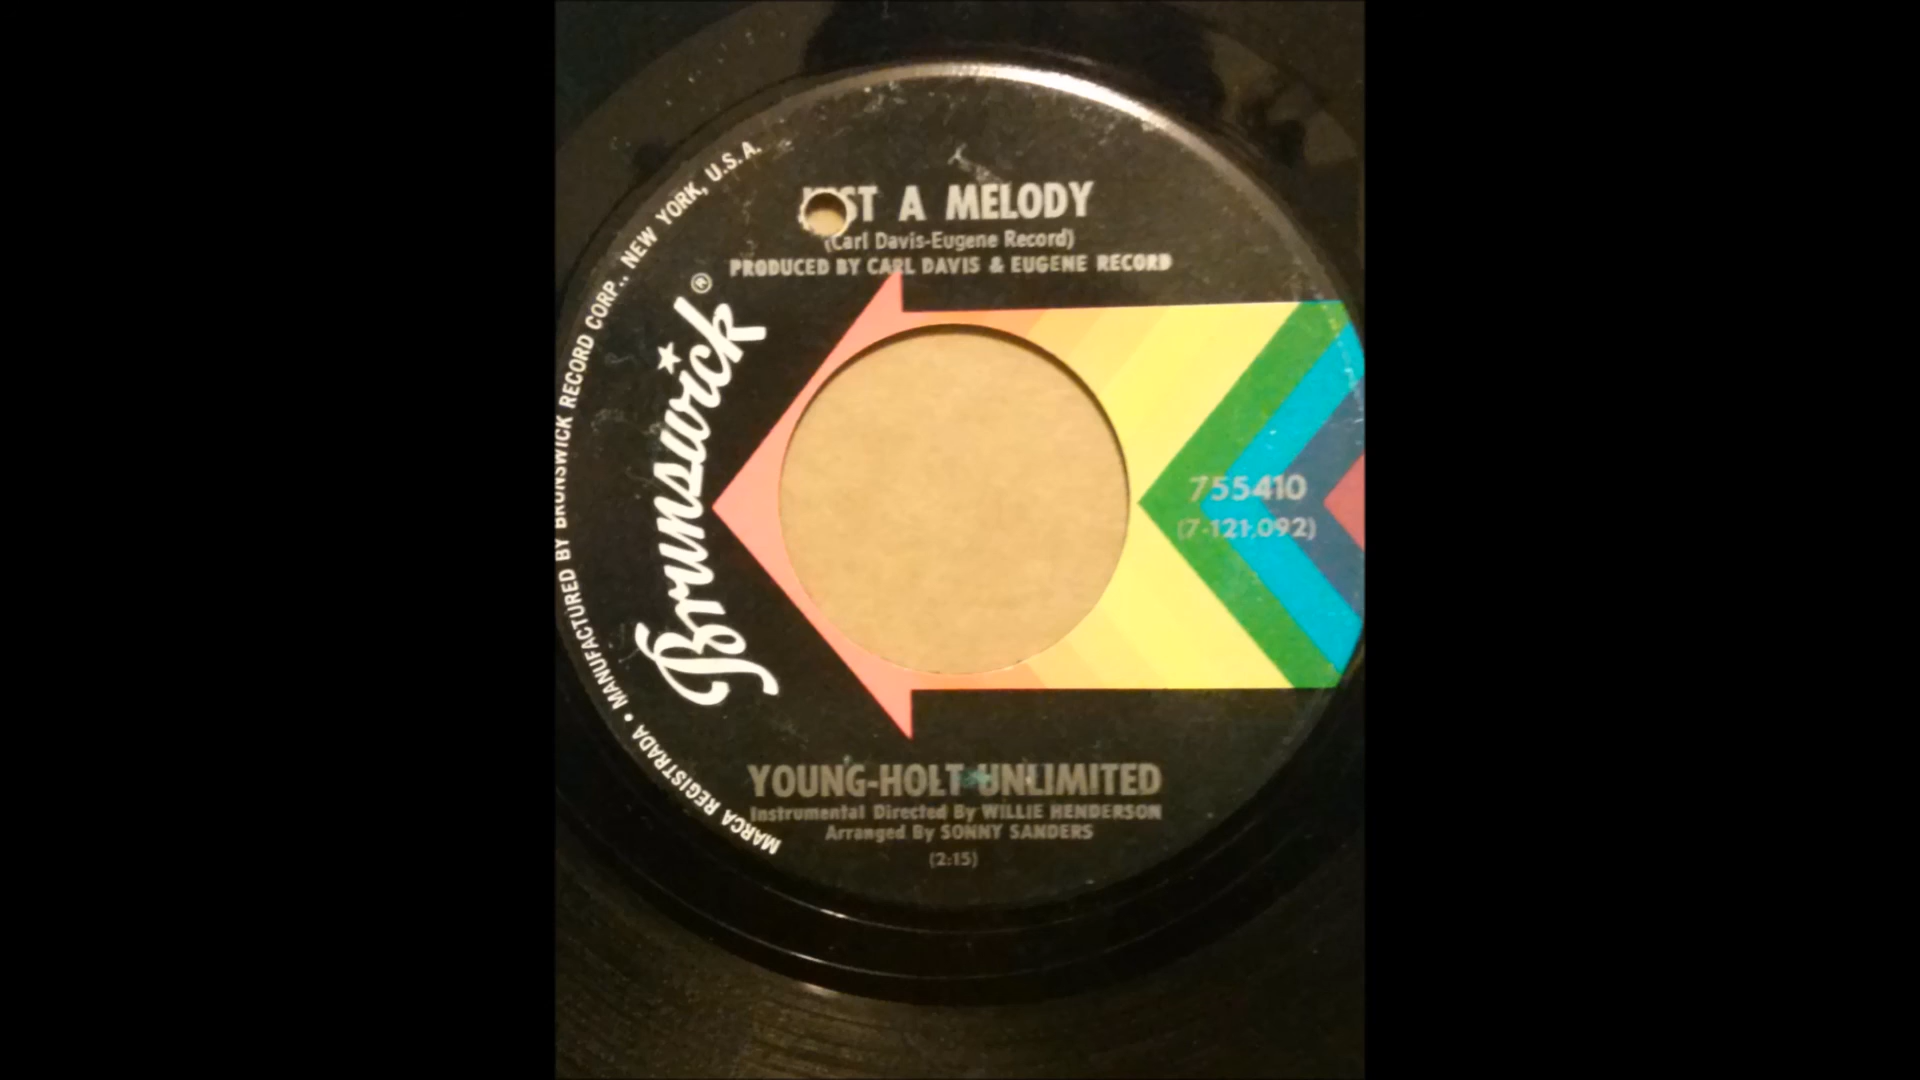 ST A MELODY
(Carl Davis-Eugene Record)
PRODUCED BY CARL DAVIS & EUGENE RECORD
Brunswick®
755410
(7-121,092)
YOUNG-HOLT UNLIMITED
Instrumental Directed By WILLIE HENDERSON
Arranged By SONNY SANDERS
(2:15)
MARCA REGISTRADA • MANUFACTURED BY BRUNSWICK RECORD CORP., NEW YORK, U.S.A.